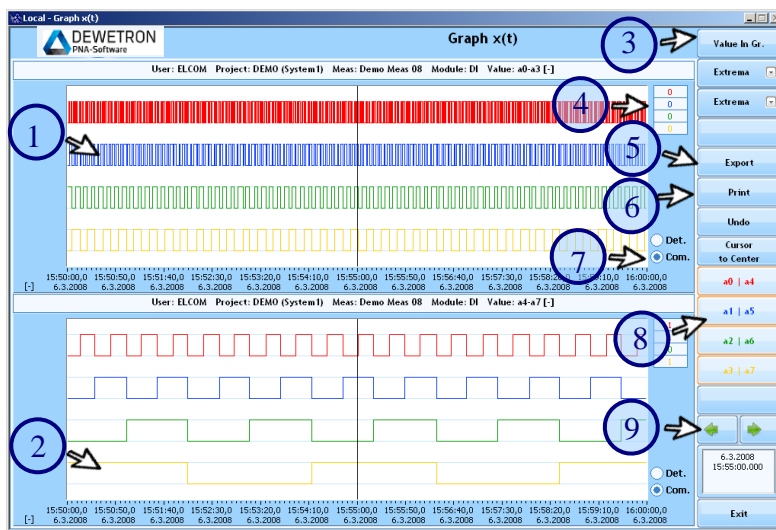 Local - Graph x(t)
DEWETRON
PNA-Software
Graph x(t)
3
Value In Gr.
User: ELCOM Project: DEMO (System1) Meas: Demo Meas 08 Module: DI Value: a0-a3 [-]
Extrema
Extrema
4
0
0
0
0
1
5
Export
6
Print
Undo
7
Det.
Com.
Cursor
to Center
[-]
15:50:00,0 15:50:50,0 15:51:40,0 15:52:30,0 15:53:20,0 15:54:10,0 15:55:00,0 15:55:50,0 15:56:40,0 15:57:30,0 15:58:20,0 15:59:10,0 16:00:00,0
6.3.2008 6.3.2008 6.3.2008 6.3.2008 6.3.2008 6.3.2008 6.3.2008 6.3.2008 6.3.2008 6.3.2008 6.3.2008 6.3.2008 6.3.2008
a0 | a4
User: ELCOM Project: DEMO (System1) Meas: Demo Meas 08 Module: DI Value: a4-a7 [-]
a1 | a5
8
1
0
1
a2 | a6
a3 | a7
9
2
6.3.2008
15:55:00.000
Det.
Com.
[-]
15:50:00,0 15:50:50,0 15:51:40,0 15:52:30,0 15:53:20,0 15:54:10,0 15:55:00,0 15:55:50,0 15:56:40,0 15:57:30,0 15:58:20,0 15:59:10,0 16:00:00,0
6.3.2008 6.3.2008 6.3.2008 6.3.2008 6.3.2008 6.3.2008 6.3.2008 6.3.2008 6.3.2008 6.3.2008 6.3.2008 6.3.2008 6.3.2008
Exit